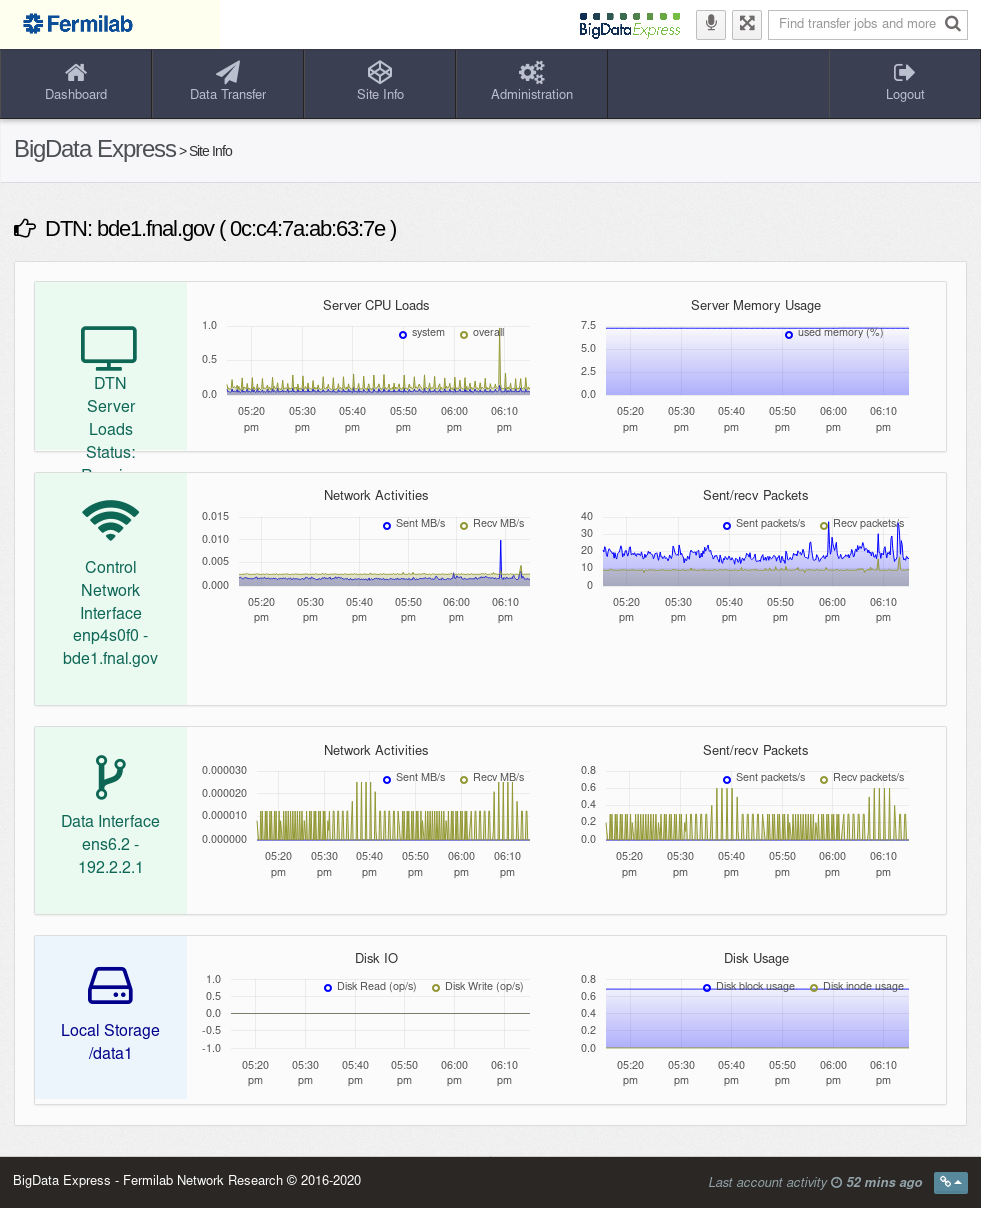 Fermilab
BigDataExpress
Find transfer jobs and more
Dashboard
Data Transfer
Site Info
Administration
Logout
BigData Express > Site Info
DTN: bde1.fnal.gov ( 0c:c4:7a:ab:63:7e )
DTN
Server
Loads
Status:
Server CPU Loads
system overall
1.0
0.5
0.0
05:20 pm 05:30 pm 05:40 pm 05:50 pm 06:00 pm 06:10 pm
Server Memory Usage
used memory (%)
7.5
5.0
2.5
0.0
05:20 pm 05:30 pm 05:40 pm 05:50 pm 06:00 pm 06:10 pm
Control
Network
Interface
enp4s0f0 -
bde1.fnal.gov
Network Activities
Sent MB/s Recv MB/s
0.015
0.010
0.005
0.000
05:20 pm 05:30 pm 05:40 pm 05:50 pm 06:00 pm 06:10 pm
Sent/recv Packets
Sent packets/s Recv packets/s
40
30
20
10
0
05:20 pm 05:30 pm 05:40 pm 05:50 pm 06:00 pm 06:10 pm
Data Interface
ens6.2 -
192.2.2.1
Network Activities
Sent MB/s Recv MB/s
0.000030
0.000020
0.000010
0.000000
05:20 pm 05:30 pm 05:40 pm 05:50 pm 06:00 pm 06:10 pm
Sent/recv Packets
Sent packets/s Recv packets/s
0.8
0.6
0.4
0.2
0.0
05:20 pm 05:30 pm 05:40 pm 05:50 pm 06:00 pm 06:10 pm
Local Storage
/data1
Disk IO
Disk Read (op/s) Disk Write (op/s)
1.0
0.5
0.0
-0.5
-1.0
05:20 pm 05:30 pm 05:40 pm 05:50 pm 06:00 pm 06:10 pm
Disk Usage
Disk block usage Disk inode usage
0.8
0.6
0.4
0.2
0.0
05:20 pm 05:30 pm 05:40 pm 05:50 pm 06:00 pm 06:10 pm
BigData Express - Fermilab Network Research © 2016-2020
Last account activity 52 mins ago